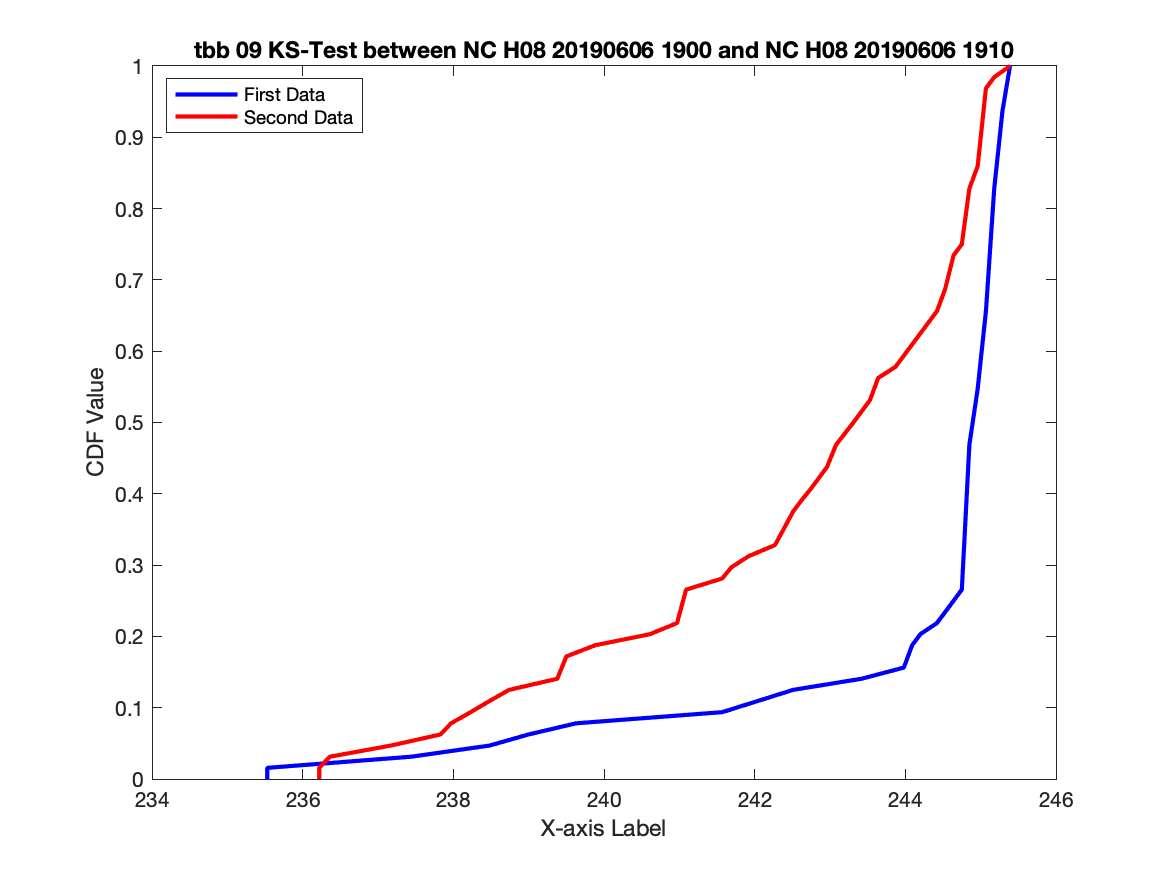 tbb 09 KS-Test between NC H08 20190606 1900 and NC H08 20190606 1910
First Data
Second Data
1
0.9
0.8
0.7
0.6
0.5
0.4
0.3
0.2
0.1
0
CDF Value
234 236 238 240 242 244 246
X-axis Label